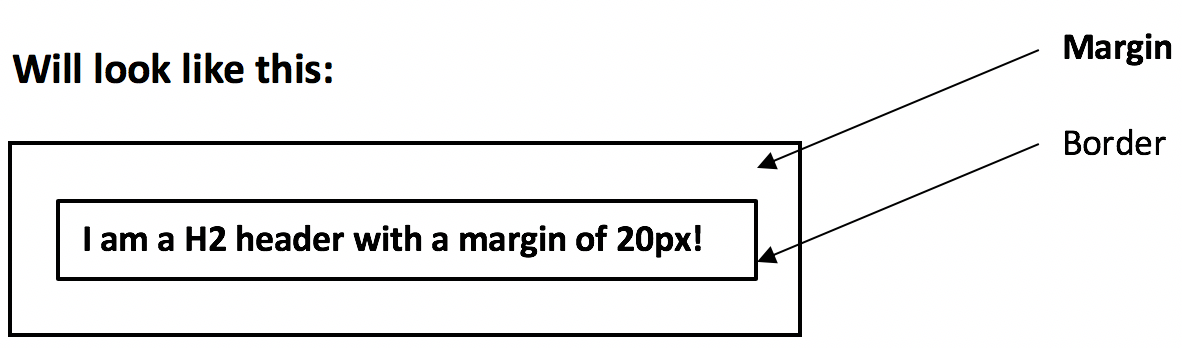 Will look like this:
Margin
Border
I am a H2 header with a margin of 20px!